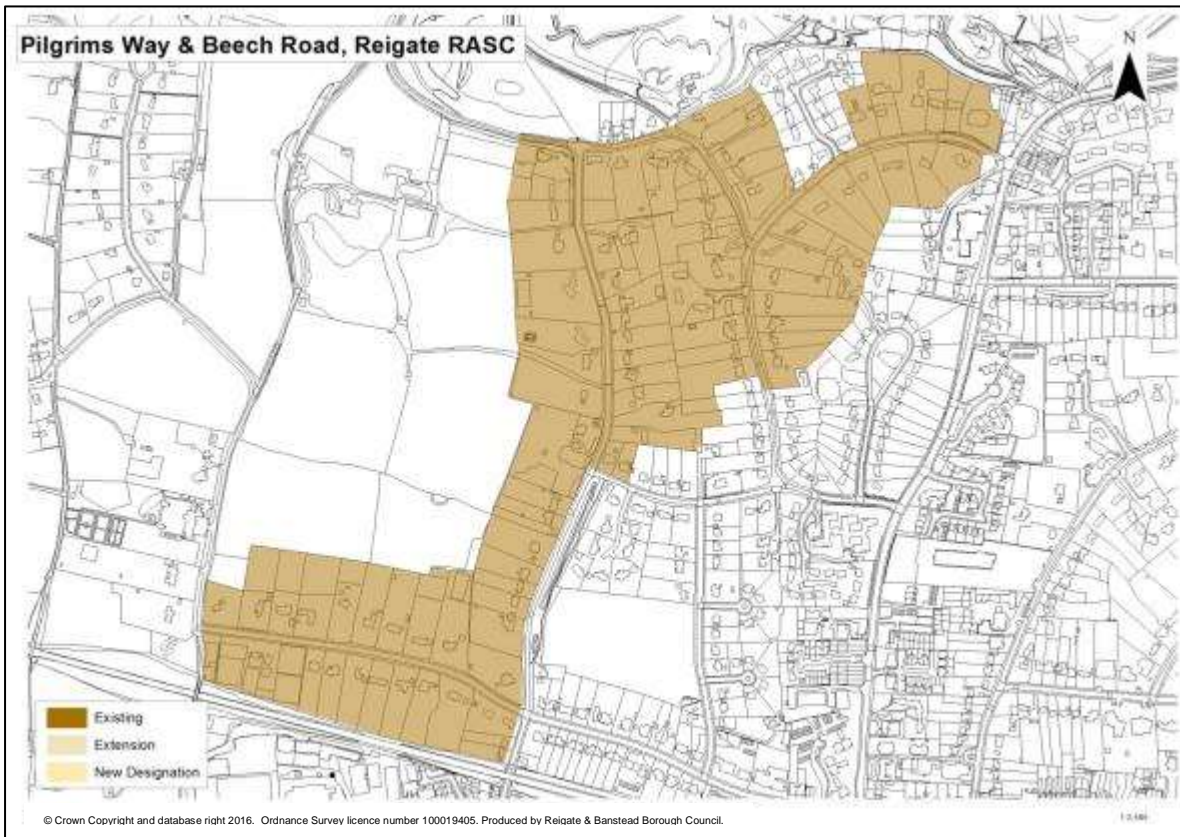 Pilgrims Way & Beech Road, Reigate RASC
N
Existing
Extension
New Designation
© Crown Copyright and database right 2016. Ordnance Survey licence number 100019405. Produced by Reigate & Banstead Borough Council.